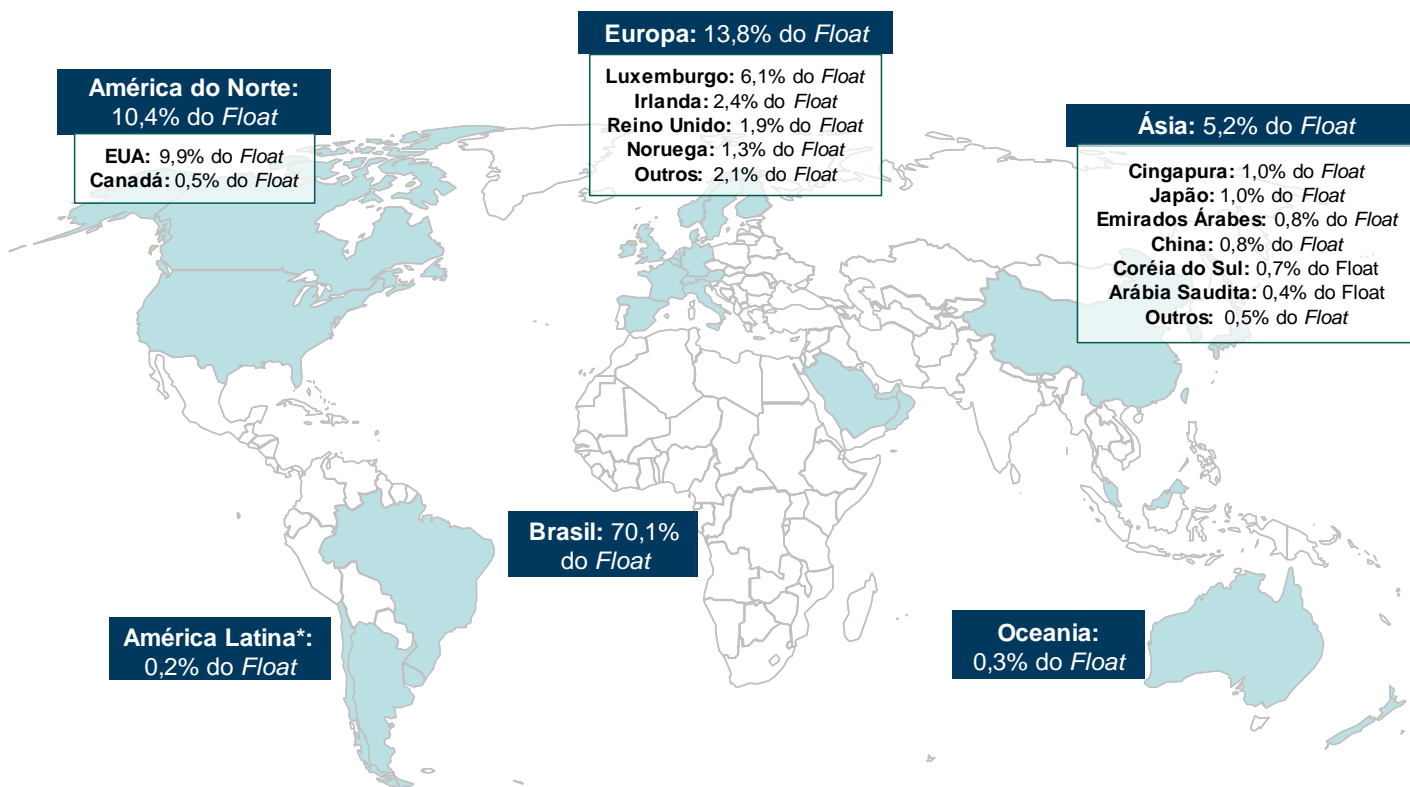 Europa: 13,8% do Float
Luxemburgo: 6,1% do Float
Irlanda: 2,4% do Float
Reino Unido: 1,9% do Float
Noruega: 1,3% do Float
Outros: 2,1% do Float
América do Norte:
10,4% do Float
EUA: 9,9% do Float
Canadá: 0,5% do Float
Ásia: 5,2% do Float
Cingapura: 1,0% do Float
Japão: 1,0% do Float
Emirados Árabes: 0,8% do Float
China: 0,8% do Float
Coréia do Sul: 0,7% do Float
Arábia Saudita: 0,4% do Float
Outros: 0,5% do Float
Brasil: 70,1%
do Float
América Latina*:
0,2% do Float
Oceania:
0,3% do Float